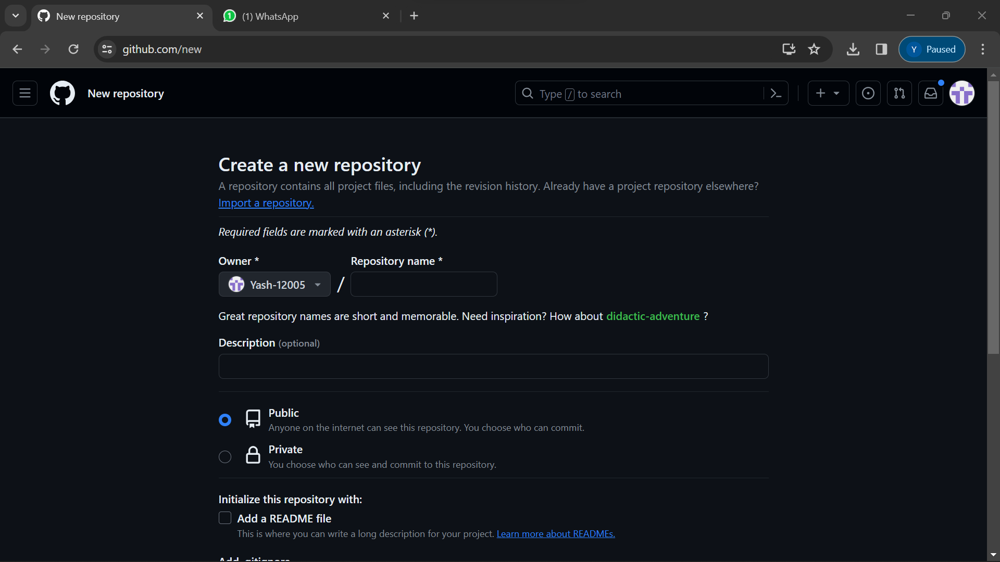 New repository
1 (1) WhatsApp
github.com/new
Y Paused
New repository
Type / to search
Create a new repository
A repository contains all project files, including the revision history. Already have a project repository elsewhere?
Import a repository.
Required fields are marked with an asterisk (*).
Owner * Repository name *
Yash-12005 /
Great repository names are short and memorable. Need inspiration? How about didactic-adventure ?
Description (optional)
Public
Anyone on the internet can see this repository. You choose who can commit.
Private
You choose who can see and commit to this repository.
Initialize this repository with:
Add a README file
This is where you can write a long description for your project. Learn more about READMEs.
Add .gitignore